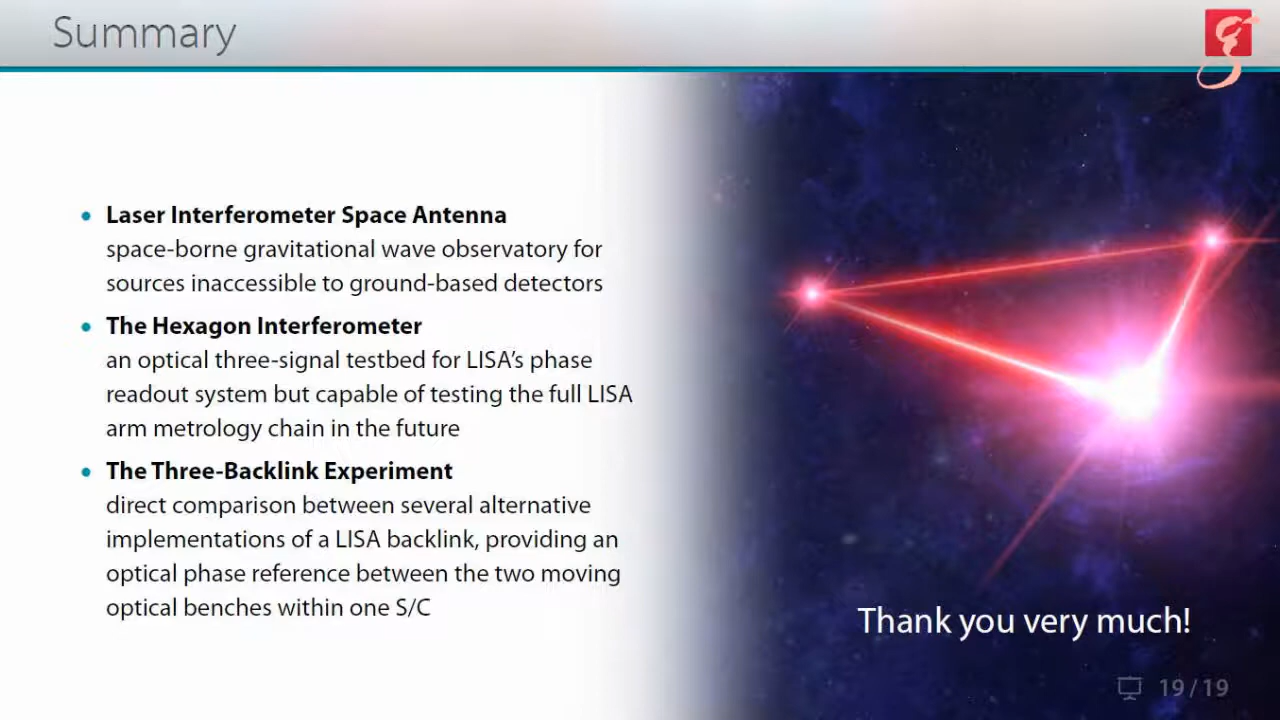 Summary
Laser Interferometer Space Antenna
space-borne gravitational wave observatory for
sources inaccessible to ground-based detectors
The Hexagon Interferometer
an optical three-signal testbed for LISA’s phase
readout system but capable of testing the full LISA
arm metrology chain in the future
The Three-Backlink Experiment
direct comparison between several alternative
implementations of a LISA backlink, providing an
optical phase reference between the two moving
optical benches within one S/C
Thank you very much!
19/19